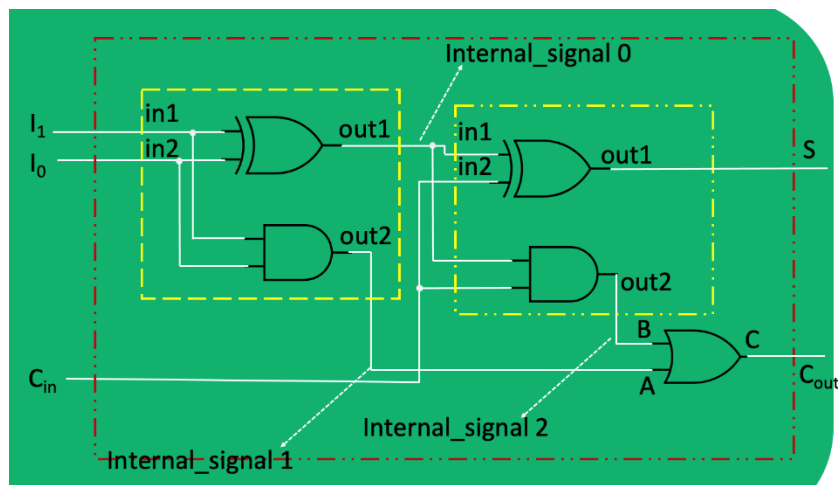 Internal_signal 0
I₁
in1
out1
in1
S
I₀
in2
in2
out1
out2
out2
B
C
Cᵢₙ
A
Cₒᵤₜ
Internal_signal 2
Internal_signal 1